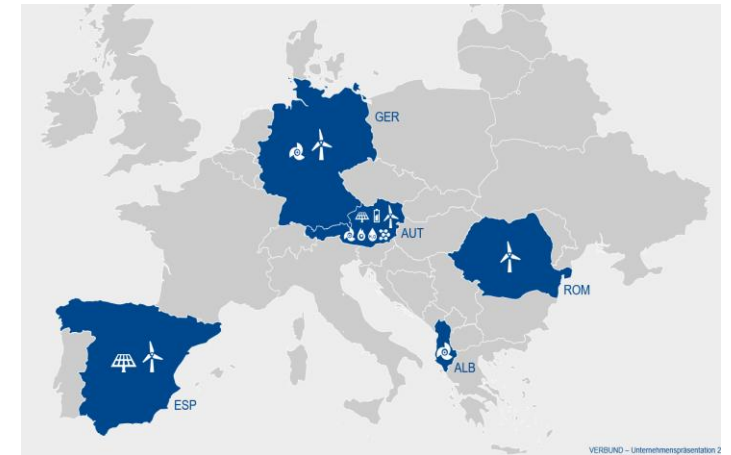 GER
AUT
ROM
ALB
ESP
VERBUND – Unternehmenspräsentation 2